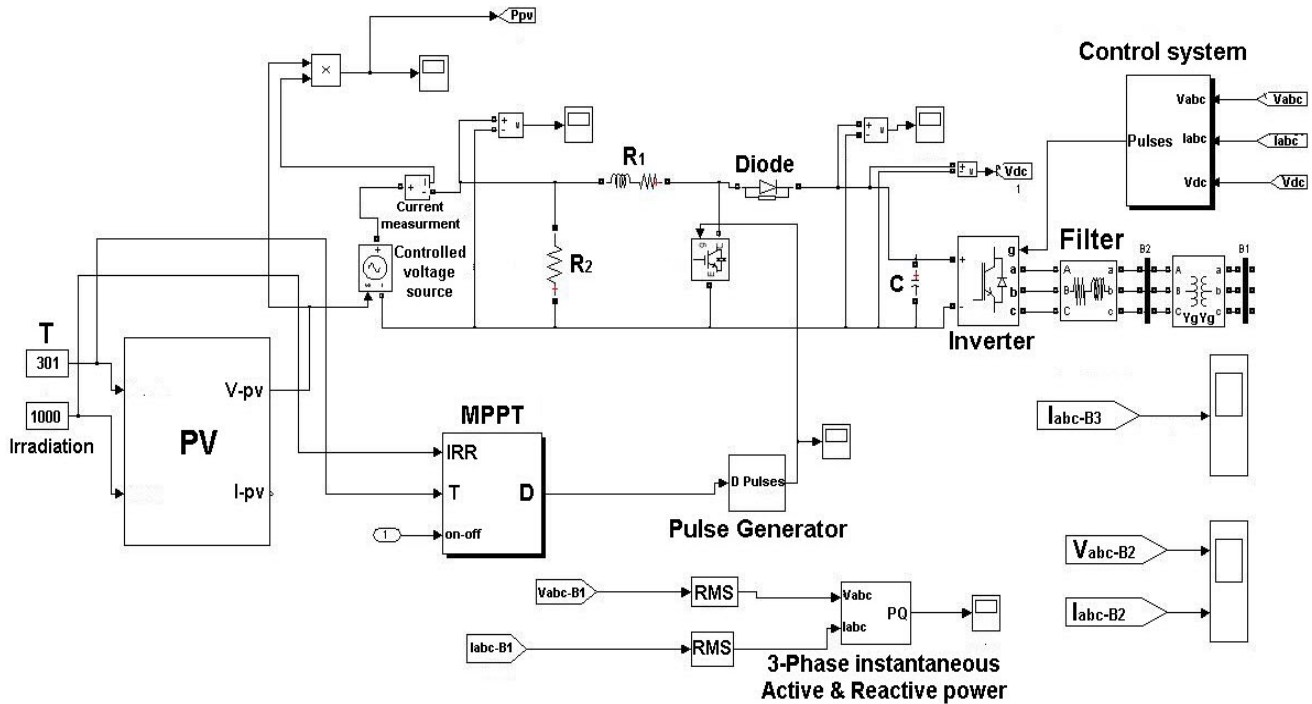 Ppv
×
Control system
Vabc
Iabc
Vdc
Pulses
Vabc
Iabc
Vdc
+
-
v
+
-
v
+
-
v
Vdc
1
R1
Diode
+
i
-
Current
measurment
Controlled
voltage
source
+
-
s
R2
g
C
E
C
Inverter
+
-
g
a
b
c
Filter
A
B
C
a
b
c
B2
A
B
C
a
b
c
Yg Yg
B1
T
301
1000
Irradiation
PV
V-pv
I-pv
MPPT
IRR
T
on-off
D
1
D Pulses
Pulse Generator
Iabc-B3
Vabc-B2
Iabc-B2
Vabc-B1
RMS
Iabc-B1
RMS
Vabc
Iabc
PQ
3-Phase instantaneous
Active & Reactive power